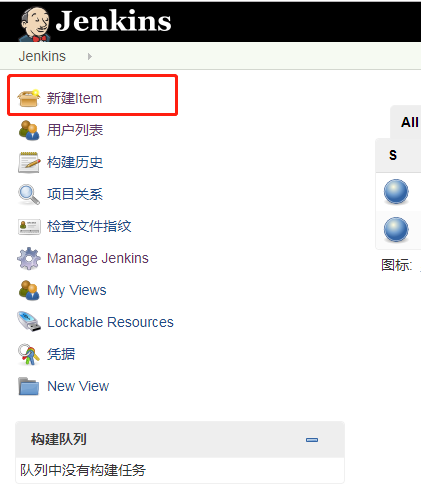 Jenkins
Jenkins
新建Item
用户列表
构建历史
项目关系
检查文件指纹
Manage Jenkins
My Views
Lockable Resources
凭据
New View
构建队列
队列中没有构建任务
All
S
图标: